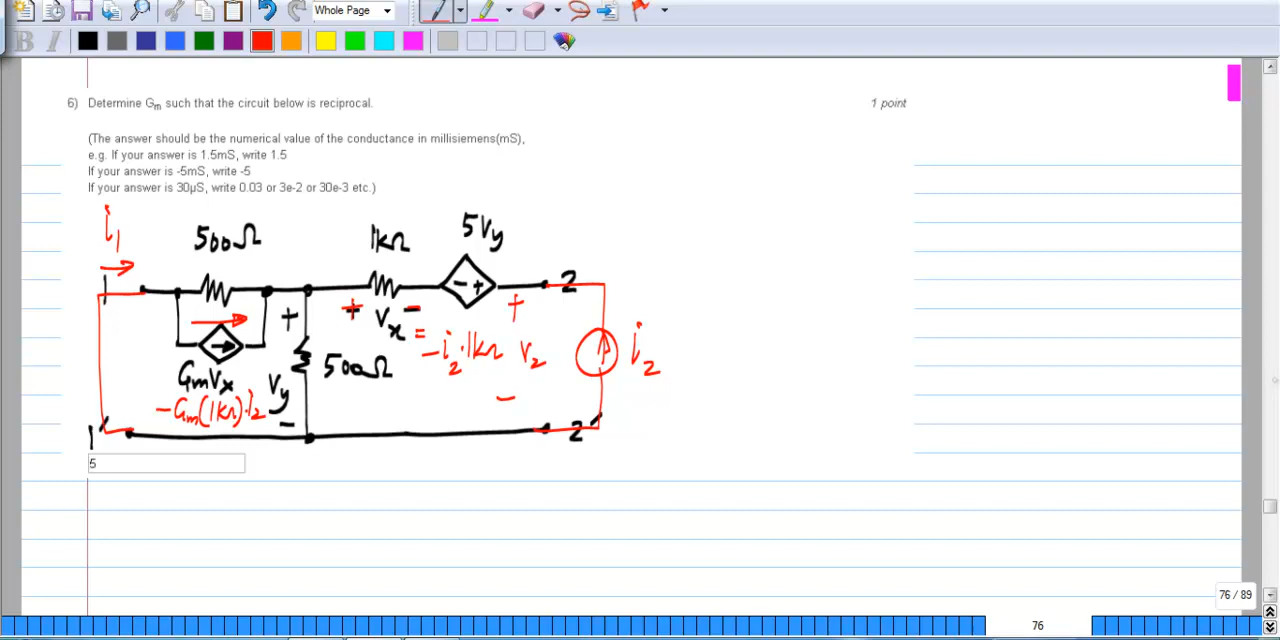 Whole Page
B I
6) Determine Gm such that the circuit below is reciprocal. 1 point
(The answer should be the numerical value of the conductance in millisiemens(mS),
e.g. If your answer is 1.5mS, write 1.5
If your answer is -5mS, write -5
If your answer is 30µS, write 0.03 or 3e-2 or 30e-3 etc.)
i1
500Ω 1kΩ 5Vy
1 2
+ + Vx - - + +
= -i2·1kΩ V2 i2
500Ω
GmVx Vy
-Gm(1kΩ)·i2
- -
1' 2'
5
76 / 89
76